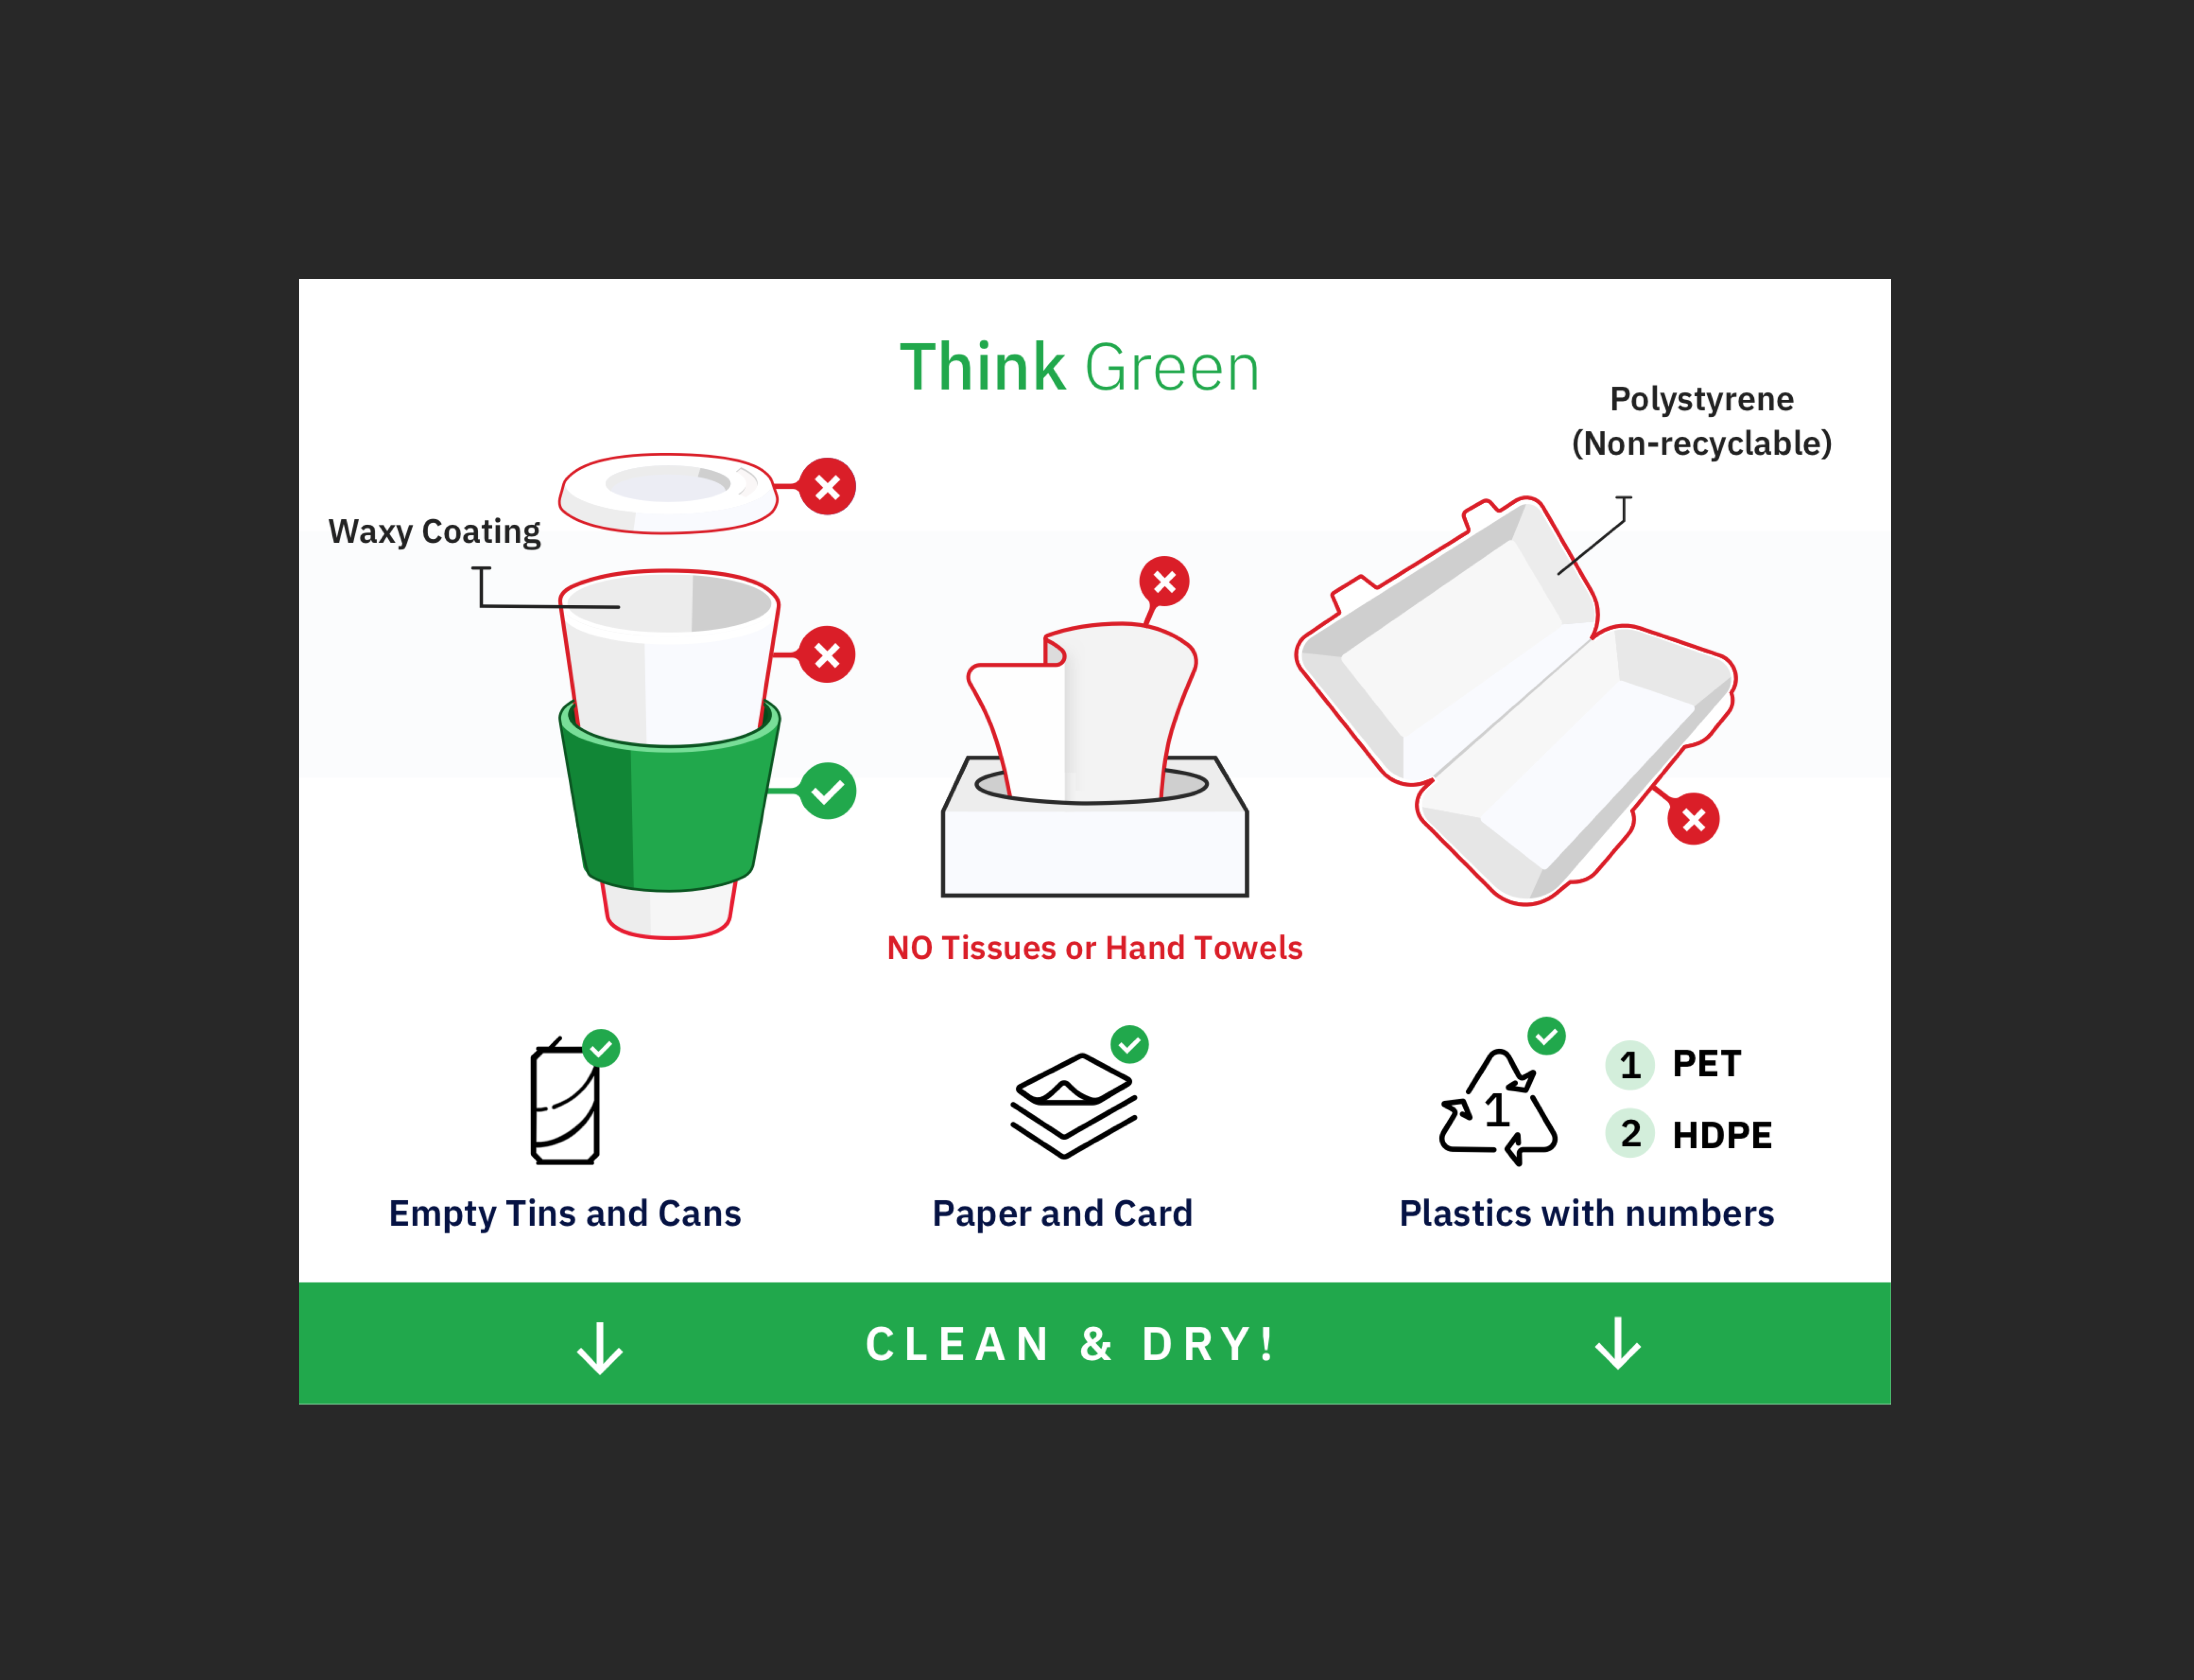 Think Green
Polystyrene
(Non-recyclable)
Waxy Coating
NO Tissues or Hand Towels
1
1 PET
2 HDPE
Empty Tins and Cans
Paper and Card
Plastics with numbers
CLEAN & DRY!